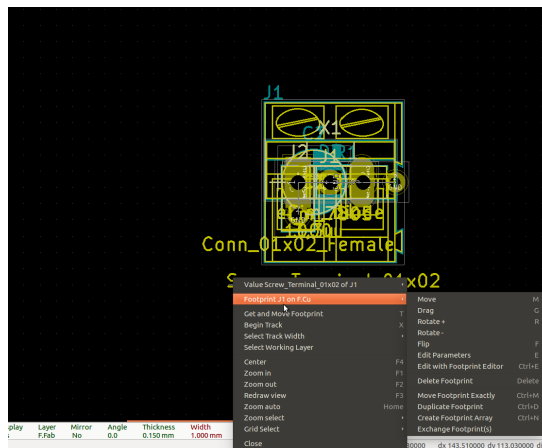 J1
X1
J2
J1
Conn_01x02_Female
Value Screw_Terminal_01x02 of J1
Footprint J1 on F.Cu
Get and Move Footprint T
Begin Track X
Select Track Width
Select Working Layer
Center F4
Zoom in F1
Zoom out F2
Redraw view F3
Zoom auto Home
Zoom select
Grid Select
Close
Move M
Drag G
Rotate + R
Rotate -
Flip F
Edit Parameters E
Edit with Footprint Editor Ctrl+E
Delete Footprint Delete
Move Footprint Exactly Ctrl+M
Duplicate Footprint Ctrl+D
Create Footprint Array Ctrl+N
Exchange Footprint(s)
splay Layer Mirror Angle Thickness Width
F.Fab No 0.0 0.150 mm 1.000 mm
dx 143.510000 dy 113.030000 di